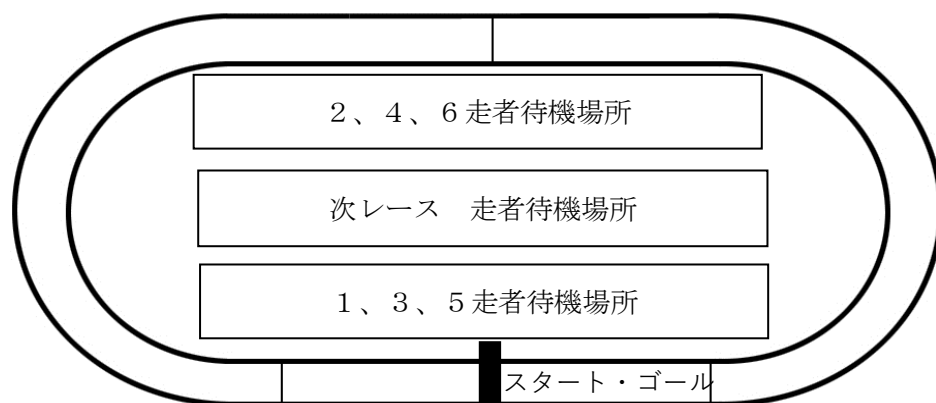 ２、４、６走者待機場所
次レース　走者待機場所
１、３、５走者待機場所
スタート・ゴール